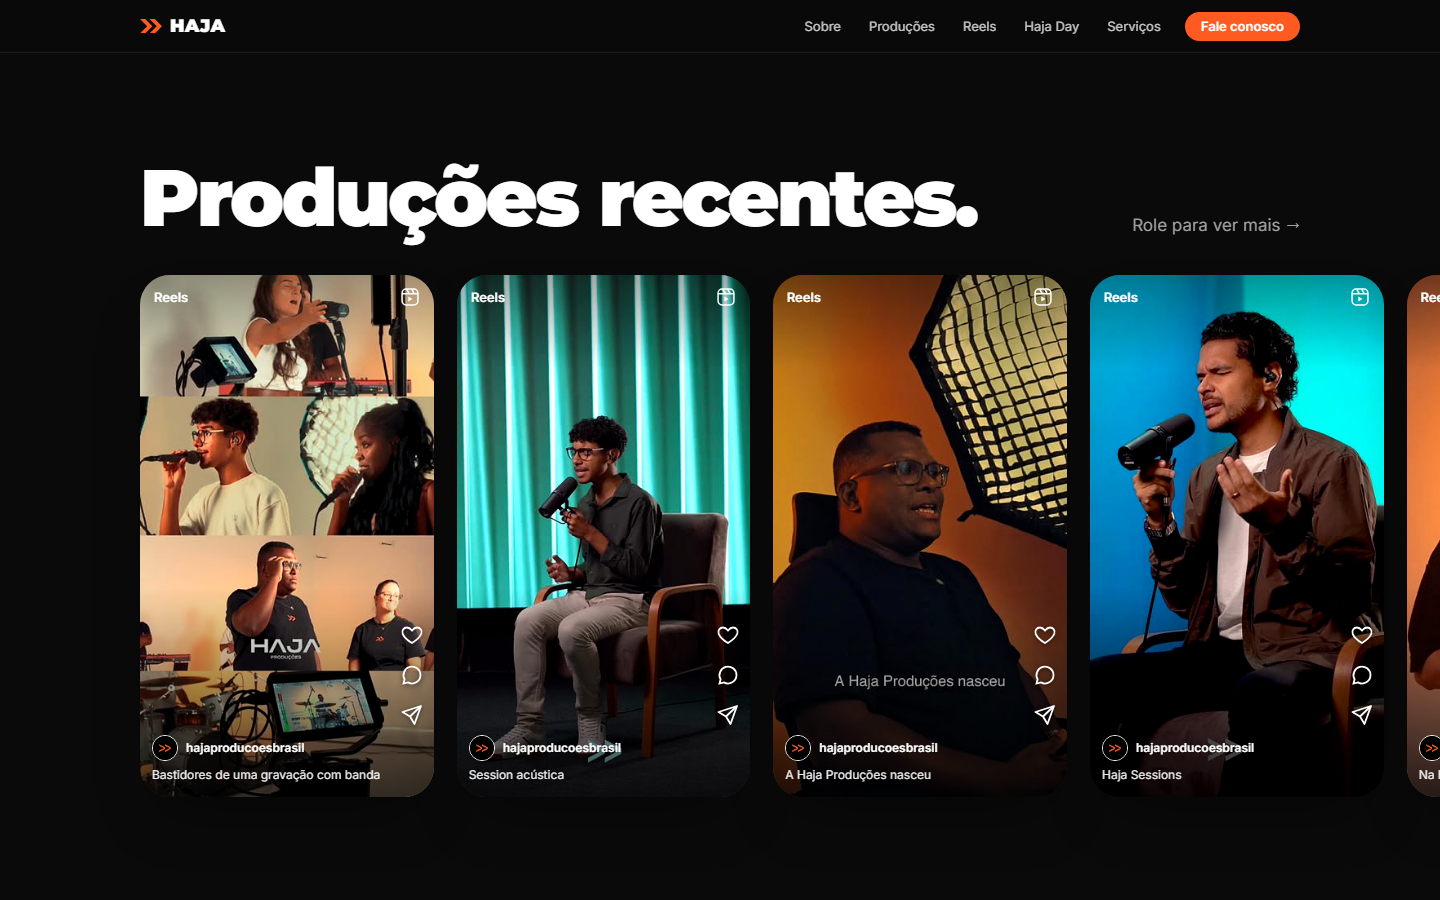 HAJA
Sobre
Produções
Reels
Haja Day
Serviços
Fale conosco
Produções recentes.
Role para ver mais →
Reels
Reels
Reels
Reels
HAJA
PRODUÇÕES
A Haja Produções nasceu
hajaproducoesbrasil
Bastidores de uma gravação com banda
hajaproducoesbrasil
Session acústica
hajaproducoesbrasil
A Haja Produções nasceu
hajaproducoesbrasil
Haja Sessions
Na